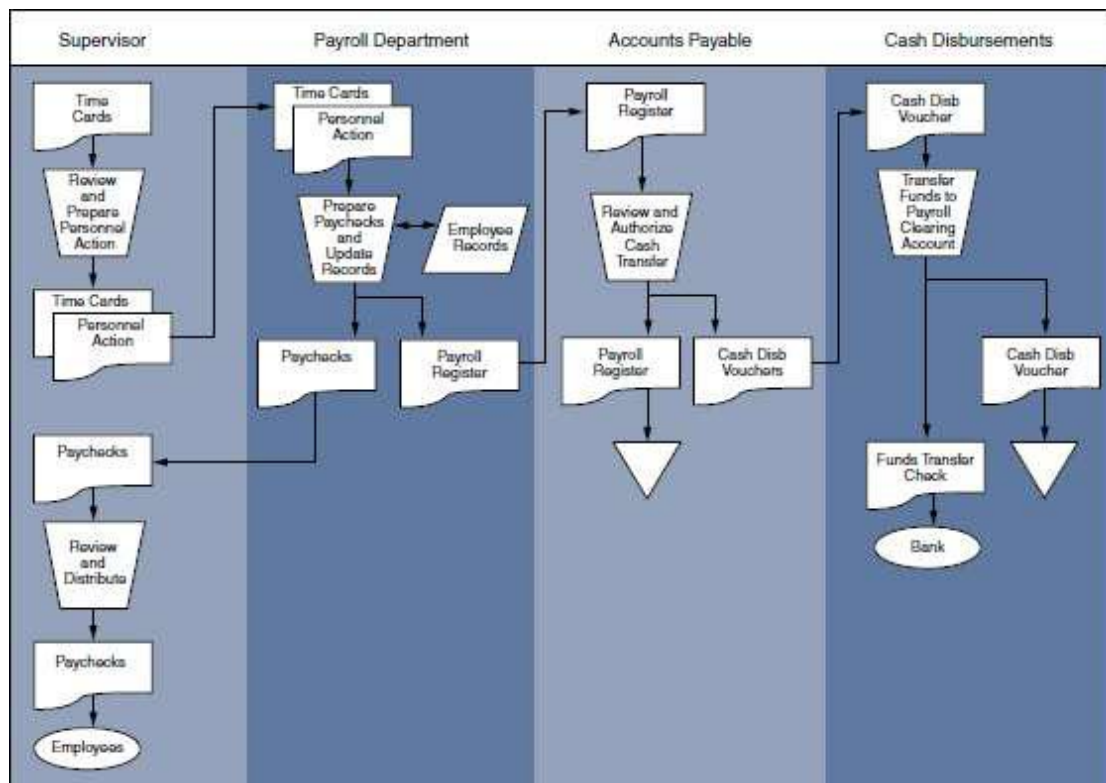 Supervisor
Payroll Department
Accounts Payable
Cash Disbursements
Time
Cards
Review
and
Prepare
Personnel
Action
Time Cards
Personnel
Action
Paychecks
Review
and
Distribute
Paychecks
Employees
Time Cards
Personnel
Action
Prepare
Paychecks
and
Update
Records
Employee
Records
Paychecks
Payroll
Register
Payroll
Register
Review and
Authorize
Cash
Transfer
Payroll
Register
Cash Disb
Vouchers
Cash Disb
Voucher
Transfer
Funds to
Payroll
Clearing
Account
Cash Disb
Voucher
Funds Transfer
Check
Bank